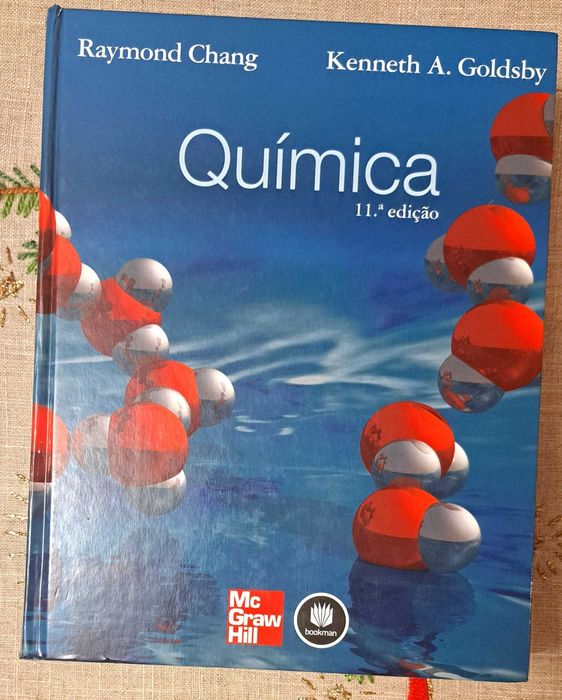 Raymond Chang
Kenneth A. Goldsby
Química
11.ª edição
Mc
Graw
Hill
bookman